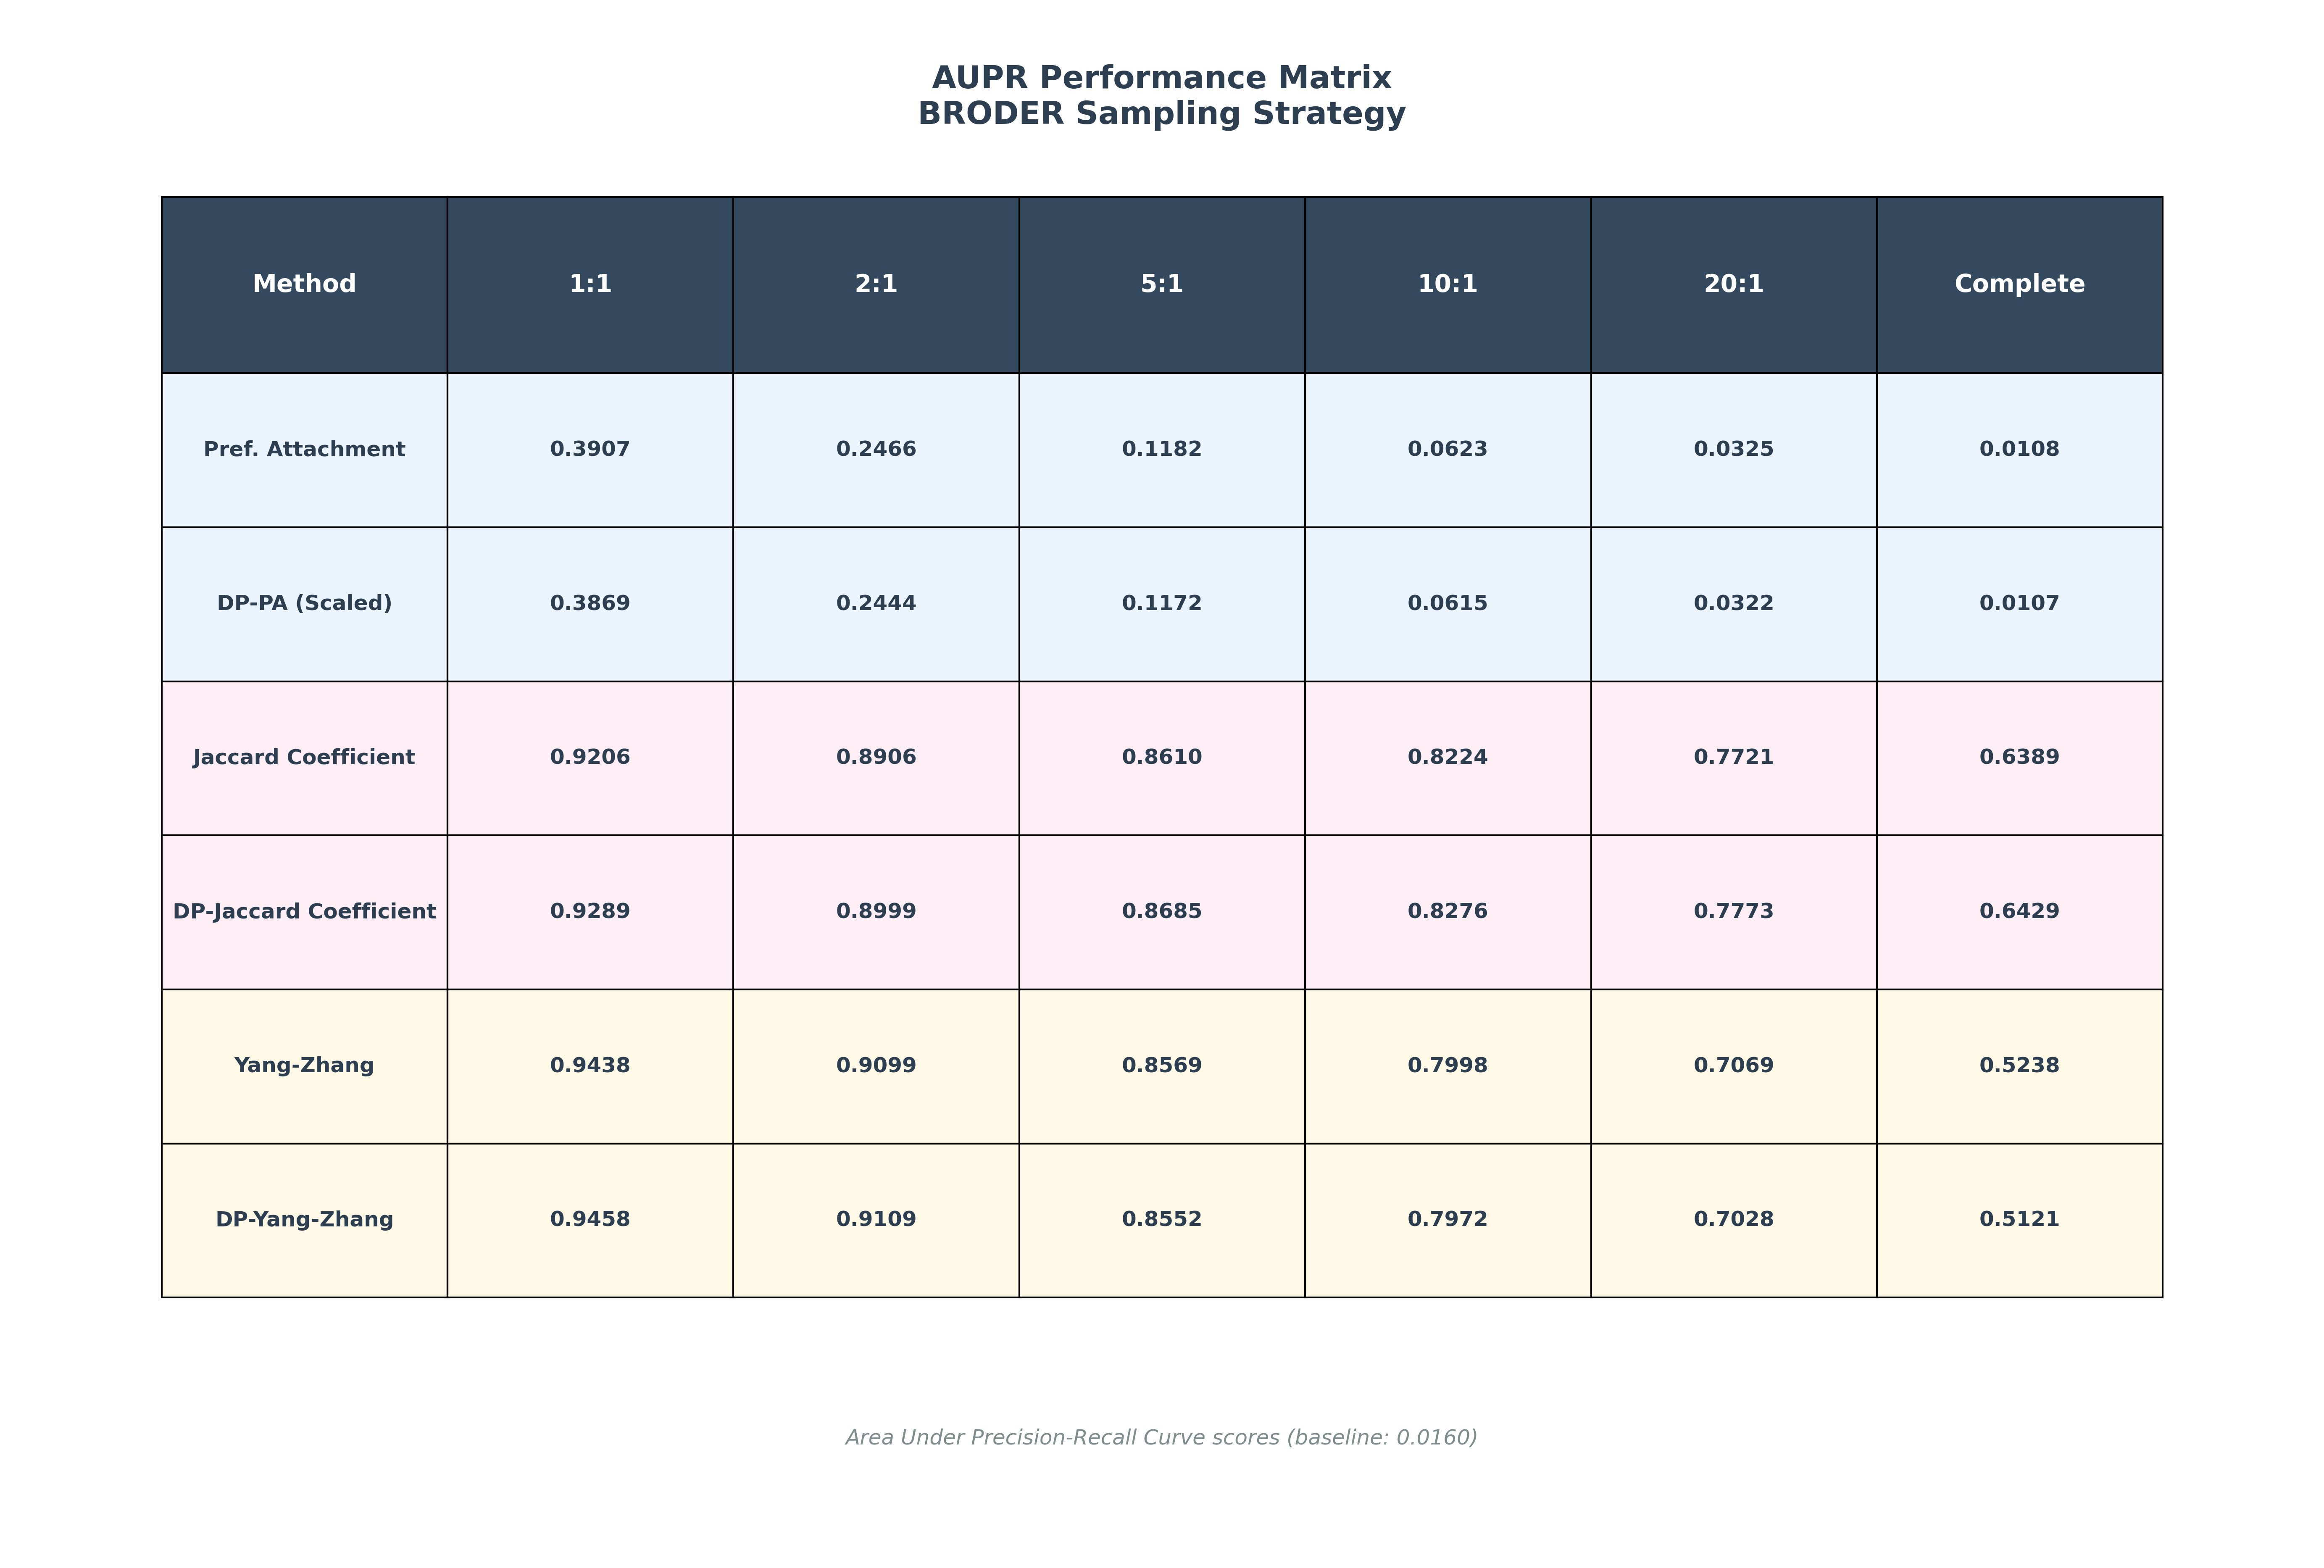 AUPR Performance Matrix
BRODER Sampling Strategy
Method 1:1 2:1 5:1 10:1 20:1 Complete
Pref. Attachment 0.3907 0.2466 0.1182 0.0623 0.0325 0.0108
DP-PA (Scaled) 0.3869 0.2444 0.1172 0.0615 0.0322 0.0107
Jaccard Coefficient 0.9206 0.8906 0.8610 0.8224 0.7721 0.6389
DP-Jaccard Coefficient 0.9289 0.8999 0.8685 0.8276 0.7773 0.6429
Yang-Zhang 0.9438 0.9099 0.8569 0.7998 0.7069 0.5238
DP-Yang-Zhang 0.9458 0.9109 0.8552 0.7972 0.7028 0.5121
Area Under Precision-Recall Curve scores (baseline: 0.0160)